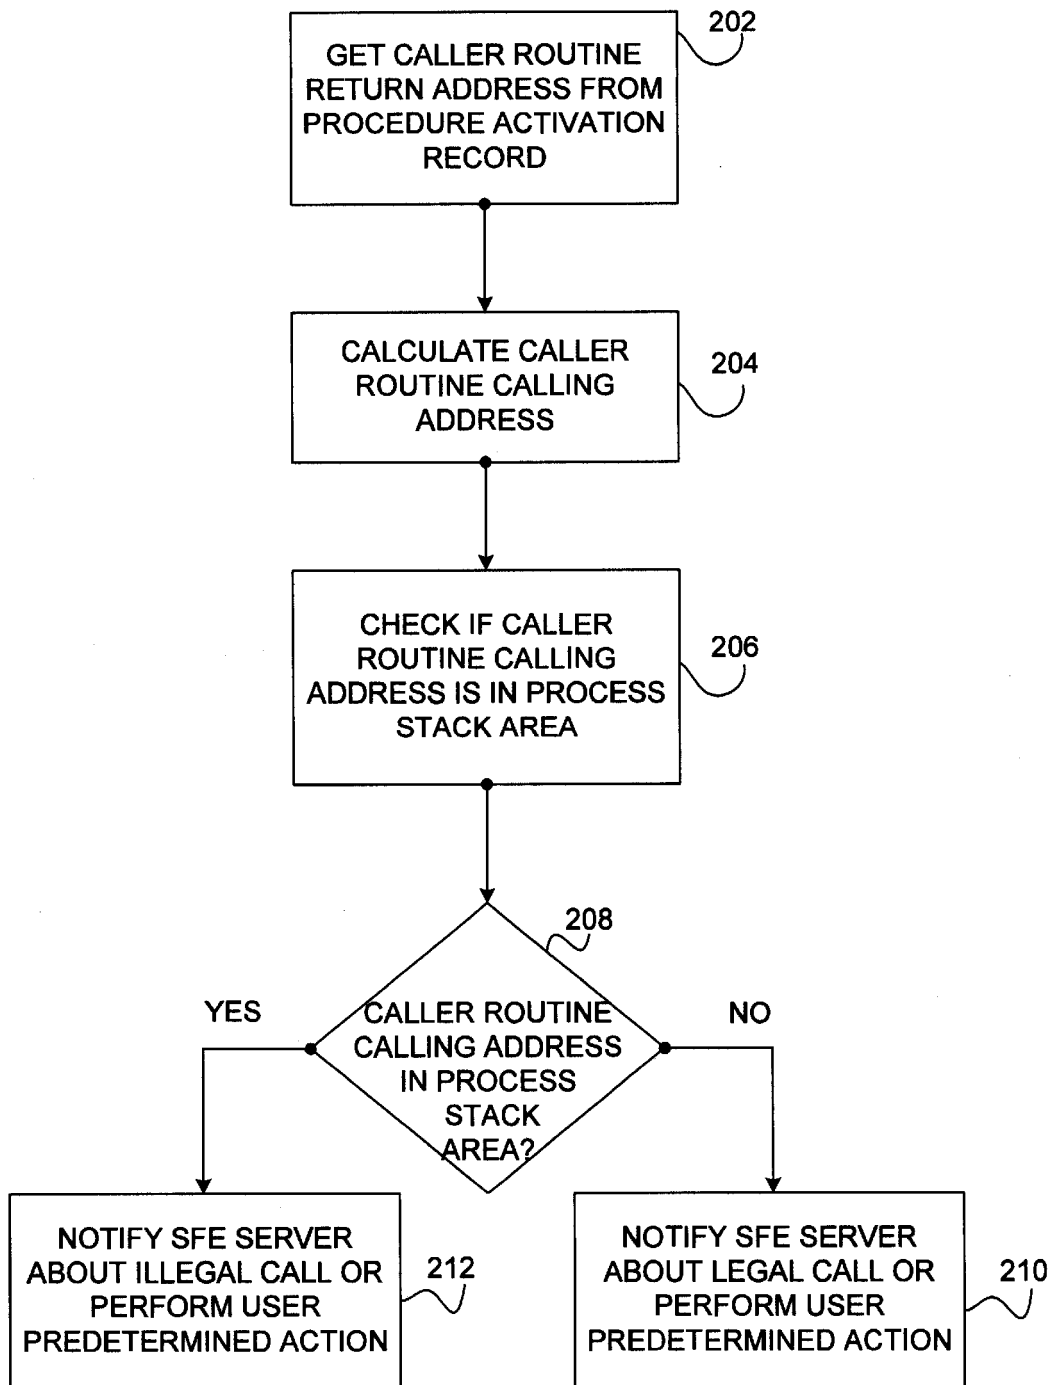 202
GET CALLER ROUTINE
RETURN ADDRESS FROM
PROCEDURE ACTIVATION
RECORD
204
CALCULATE CALLER
ROUTINE CALLING
ADDRESS
206
CHECK IF CALLER
ROUTINE CALLING
ADDRESS IS IN PROCESS
STACK AREA
208
YES
NO
CALLER ROUTINE
CALLING ADDRESS
IN PROCESS
STACK
AREA?
NOTIFY SFE SERVER
ABOUT ILLEGAL CALL OR
PERFORM USER
PREDETERMINED ACTION
212
NOTIFY SFE SERVER
ABOUT LEGAL CALL OR
PERFORM USER
PREDETERMINED ACTION
210